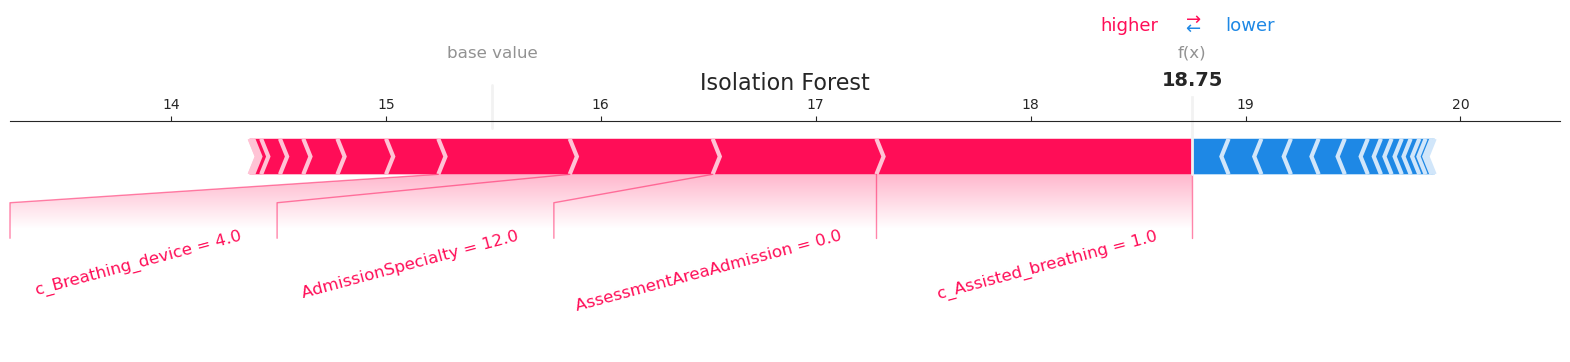 higher ⇄ lower
base value f(x)
Isolation Forest 18.75
14 15 16 17 18 19 20
c_Breathing_device = 4.0
AdmissionSpecialty = 12.0
AssessmentAreaAdmission = 0.0
c_Assisted_breathing = 1.0